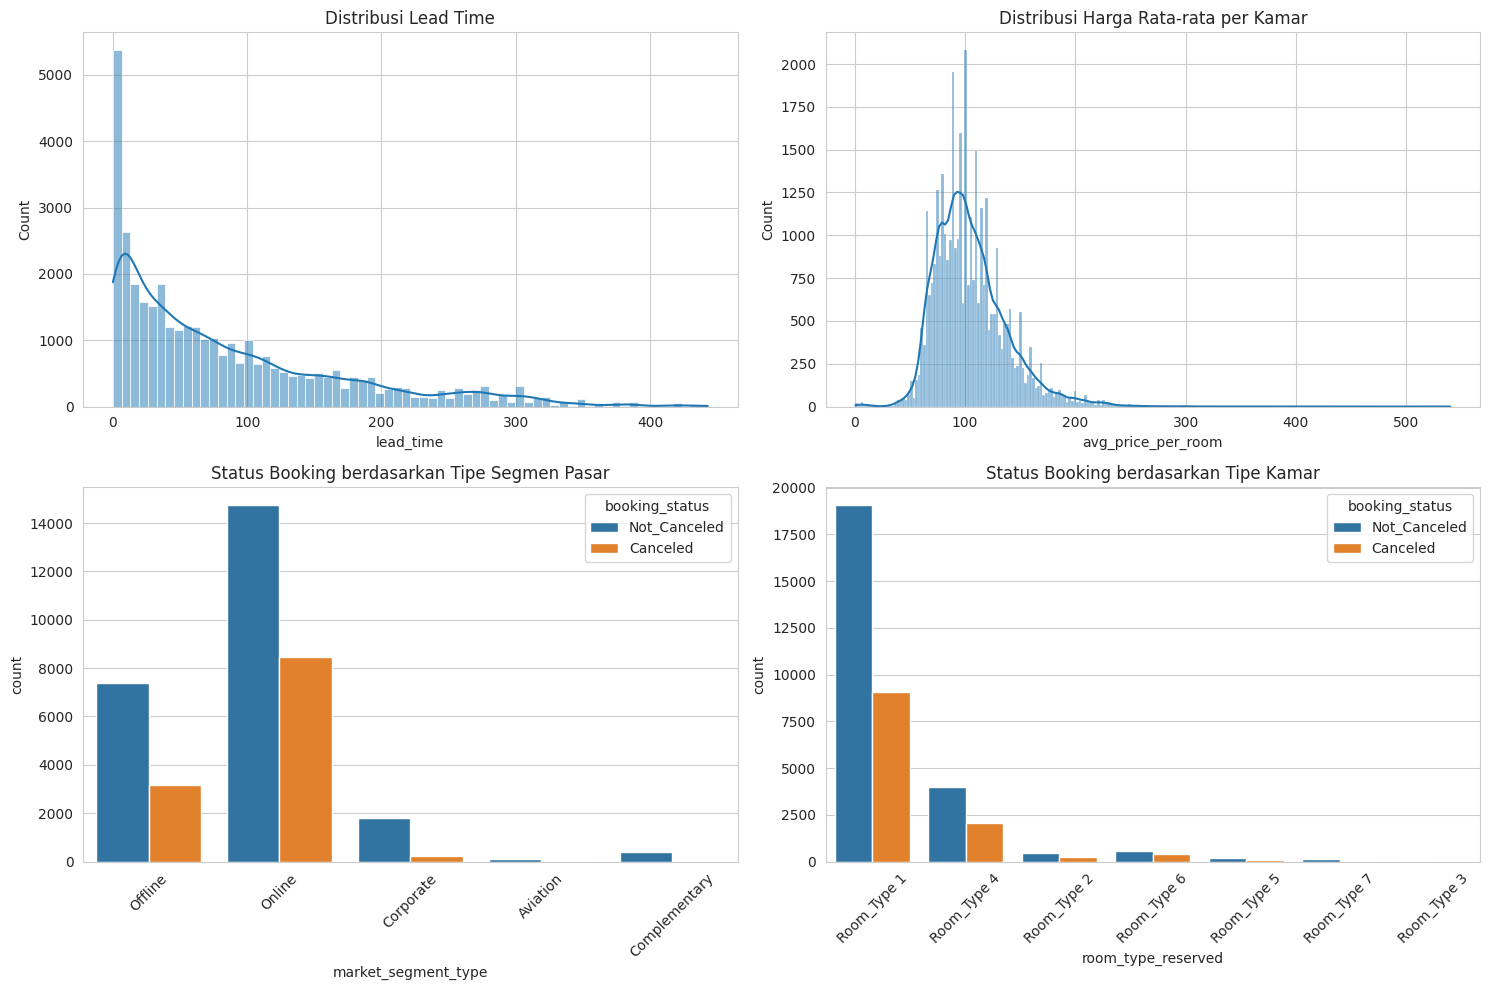 Distribusi Lead Time
5000
4000
3000
2000
1000
0
Count
0 100 200 300 400
lead_time
Distribusi Harga Rata-rata per Kamar
2000
1750
1500
1250
1000
750
500
250
0
Count
0 100 200 300 400 500
avg_price_per_room
Status Booking berdasarkan Tipe Segmen Pasar
booking_status
Not_Canceled
Canceled
14000
12000
10000
8000
6000
4000
2000
0
count
Offline
Online
Corporate
Aviation
Complementary
market_segment_type
Status Booking berdasarkan Tipe Kamar
booking_status
Not_Canceled
Canceled
20000
17500
15000
12500
10000
7500
5000
2500
0
count
Room_Type 1
Room_Type 4
Room_Type 2
Room_Type 6
Room_Type 5
Room_Type 7
Room_Type 3
room_type_reserved